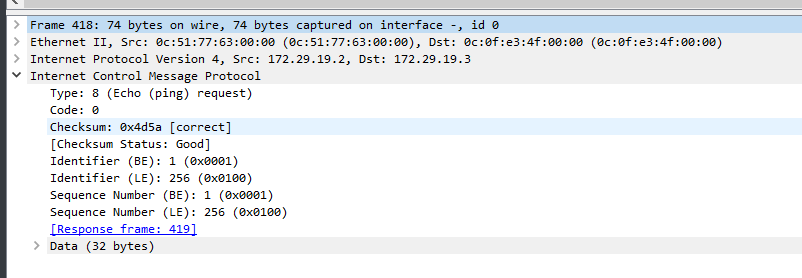 Frame 418: 74 bytes on wire, 74 bytes captured on interface -, id 0
Ethernet II, Src: 0c:51:77:63:00:00 (0c:51:77:63:00:00), Dst: 0c:0f:e3:4f:00:00 (0c:0f:e3:4f:00:00)
Internet Protocol Version 4, Src: 172.29.19.2, Dst: 172.29.19.3
Internet Control Message Protocol
Type: 8 (Echo (ping) request)
Code: 0
Checksum: 0x4d5a [correct]
[Checksum Status: Good]
Identifier (BE): 1 (0x0001)
Identifier (LE): 256 (0x0100)
Sequence Number (BE): 1 (0x0001)
Sequence Number (LE): 256 (0x0100)
[Response frame: 419]
Data (32 bytes)